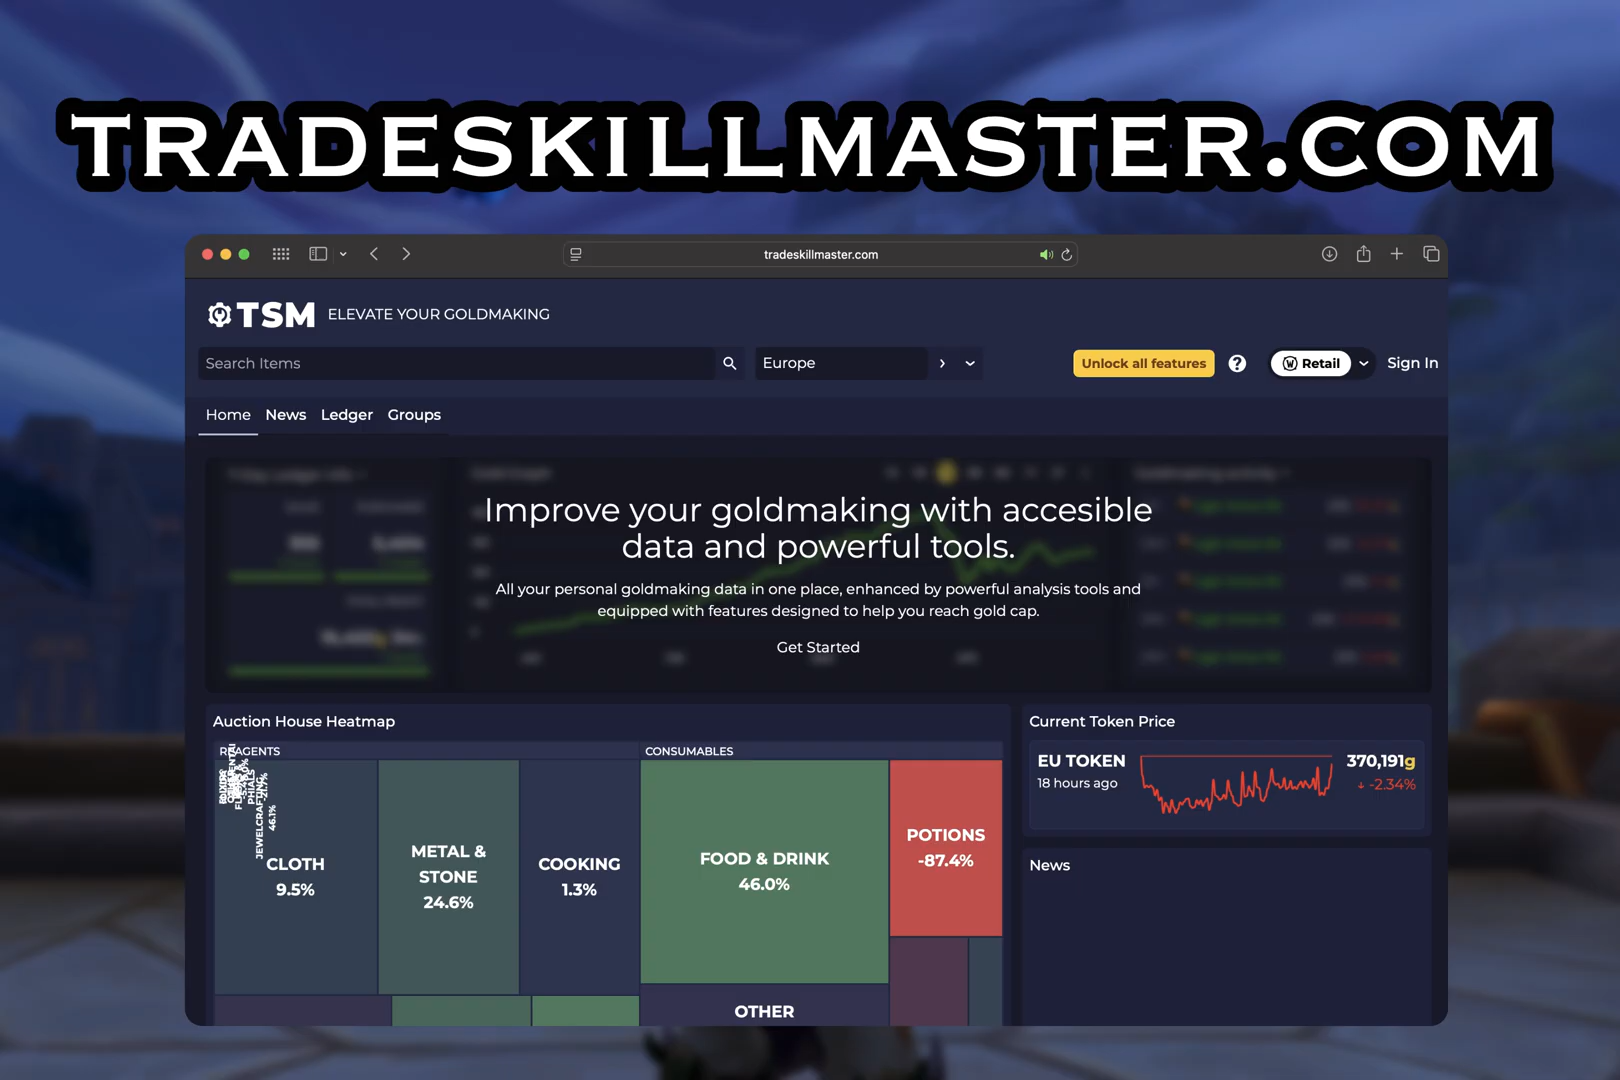 TRADESKILLMASTER.COM
tradeskillmaster.com
TSM ELEVATE YOUR GOLDMAKING
Search Items
Europe
Unlock all features
?
Retail
Sign In
Home News Ledger Groups
Improve your goldmaking with accesible
data and powerful tools.
All your personal goldmaking data in one place, enhanced by powerful analysis tools and
equipped with features designed to help you reach gold cap.
Get Started
Auction House Heatmap
REAGENTS
JEWELCRAFTING
46.1%
CLOTH
9.5%
METAL &
STONE
24.6%
COOKING
1.3%
CONSUMABLES
FOOD & DRINK
46.0%
POTIONS
-87.4%
OTHER
Current Token Price
EU TOKEN
18 hours ago
370,191g
↓ -2.34%
News